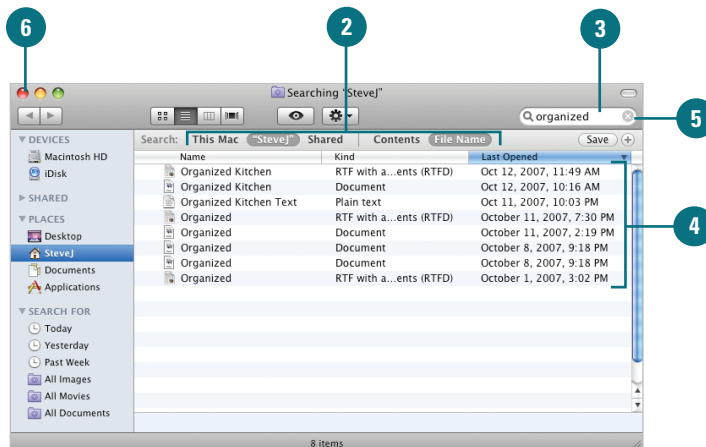 6
2
3
Searching "SteveJ"
organized
5
DEVICES
Search: This Mac "SteveJ" Shared Contents File Name Save
Macintosh HD
Name Kind Last Opened
iDisk
Organized Kitchen RTF with a...ents (RTFD) Oct 12, 2007, 11:49 AM
Organized Kitchen Document Oct 12, 2007, 10:16 AM
SHARED
Organized Kitchen Text Plain text Oct 11, 2007, 10:03 PM
PLACES
Organized RTF with a...ents (RTFD) October 11, 2007, 7:30 PM
4
Desktop
Organized Document October 11, 2007, 2:19 PM
SteveJ
Organized Document October 8, 2007, 9:18 PM
Documents
Organized Document October 8, 2007, 9:18 PM
Applications
Organized RTF with a...ents (RTFD) October 1, 2007, 3:02 PM
SEARCH FOR
Today
Yesterday
Past Week
All Images
All Movies
All Documents
8 items